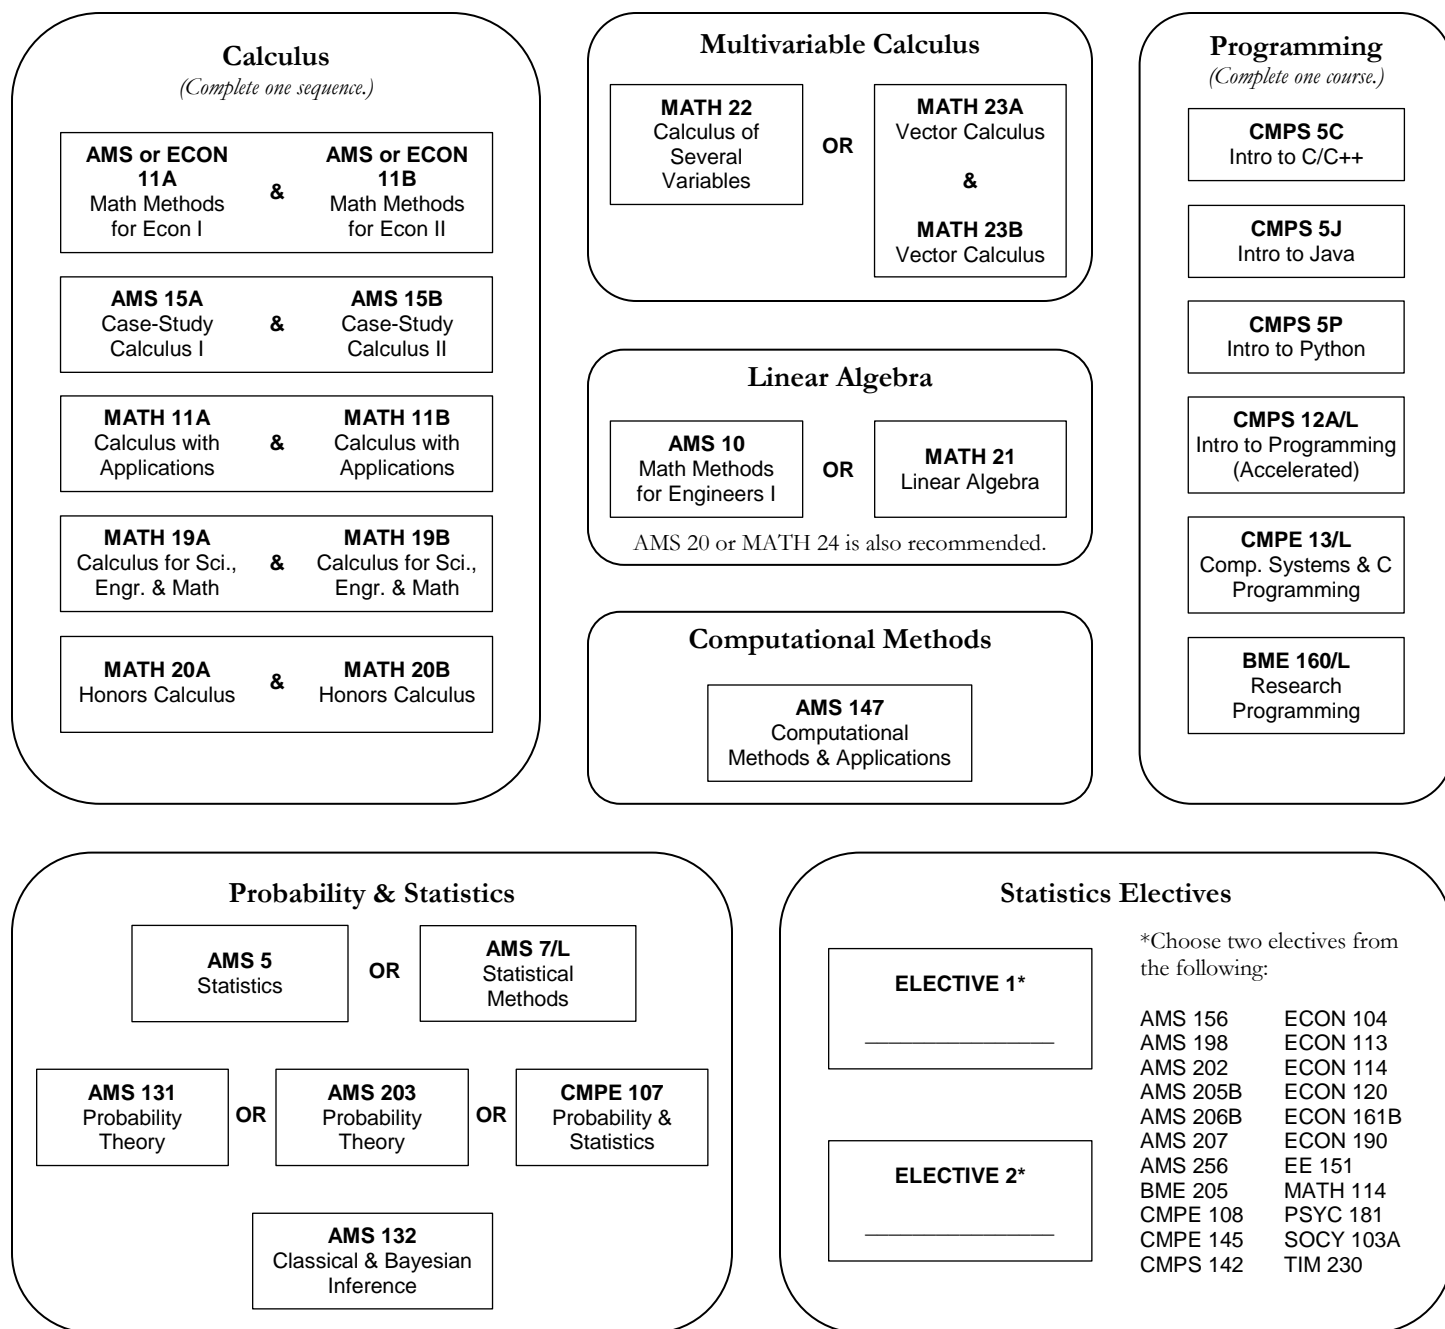 Calculus
(Complete one sequence.)
AMS or ECON
11A
Math Methods
for Econ I
&
AMS or ECON
11B
Math Methods
for Econ II
AMS 15A
Case-Study
Calculus I
&
AMS 15B
Case-Study
Calculus II
MATH 11A
Calculus with
Applications
&
MATH 11B
Calculus with
Applications
MATH 19A
Calculus for Sci.,
Engr. & Math
&
MATH 19B
Calculus for Sci.,
Engr. & Math
MATH 20A
Honors Calculus
&
MATH 20B
Honors Calculus
Multivariable Calculus
MATH 22
Calculus of
Several
Variables
OR
MATH 23A
Vector Calculus
&
MATH 23B
Vector Calculus
Linear Algebra
AMS 10
Math Methods
for Engineers I
OR
MATH 21
Linear Algebra
AMS 20 or MATH 24 is also recommended.
Computational Methods
AMS 147
Computational
Methods & Applications
Programming
(Complete one course.)
CMPS 5C
Intro to C/C++
CMPS 5J
Intro to Java
CMPS 5P
Intro to Python
CMPS 12A/L
Intro to Programming
(Accelerated)
CMPE 13/L
Comp. Systems & C
Programming
BME 160/L
Research
Programming
Probability & Statistics
AMS 5
Statistics
OR
AMS 7/L
Statistical
Methods
AMS 131
Probability
Theory
OR
AMS 203
Probability
Theory
OR
CMPE 107
Probability &
Statistics
AMS 132
Classical & Bayesian
Inference
Statistics Electives
ELECTIVE 1*
ELECTIVE 2*
*Choose two electives from
the following:
AMS 156
AMS 198
AMS 202
AMS 205B
AMS 206B
AMS 207
AMS 256
BME 205
CMPE 108
CMPE 145
CMPS 142
ECON 104
ECON 113
ECON 114
ECON 120
ECON 161B
ECON 190
EE 151
MATH 114
PSYC 181
SOCY 103A
TIM 230